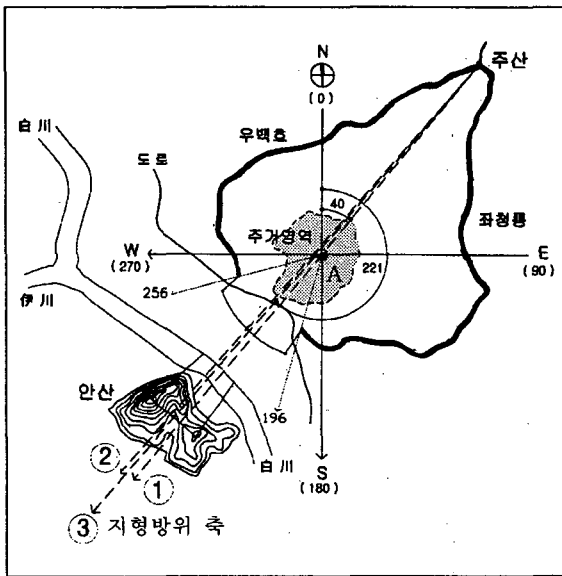 N
(0)
주산
白川
우백호
도로
40
좌청룡
주거영역
W
(270)
A
221
E
(90)
256
伊川
안산
196
白川
S
(180)
②
①
③ 지형방위 축